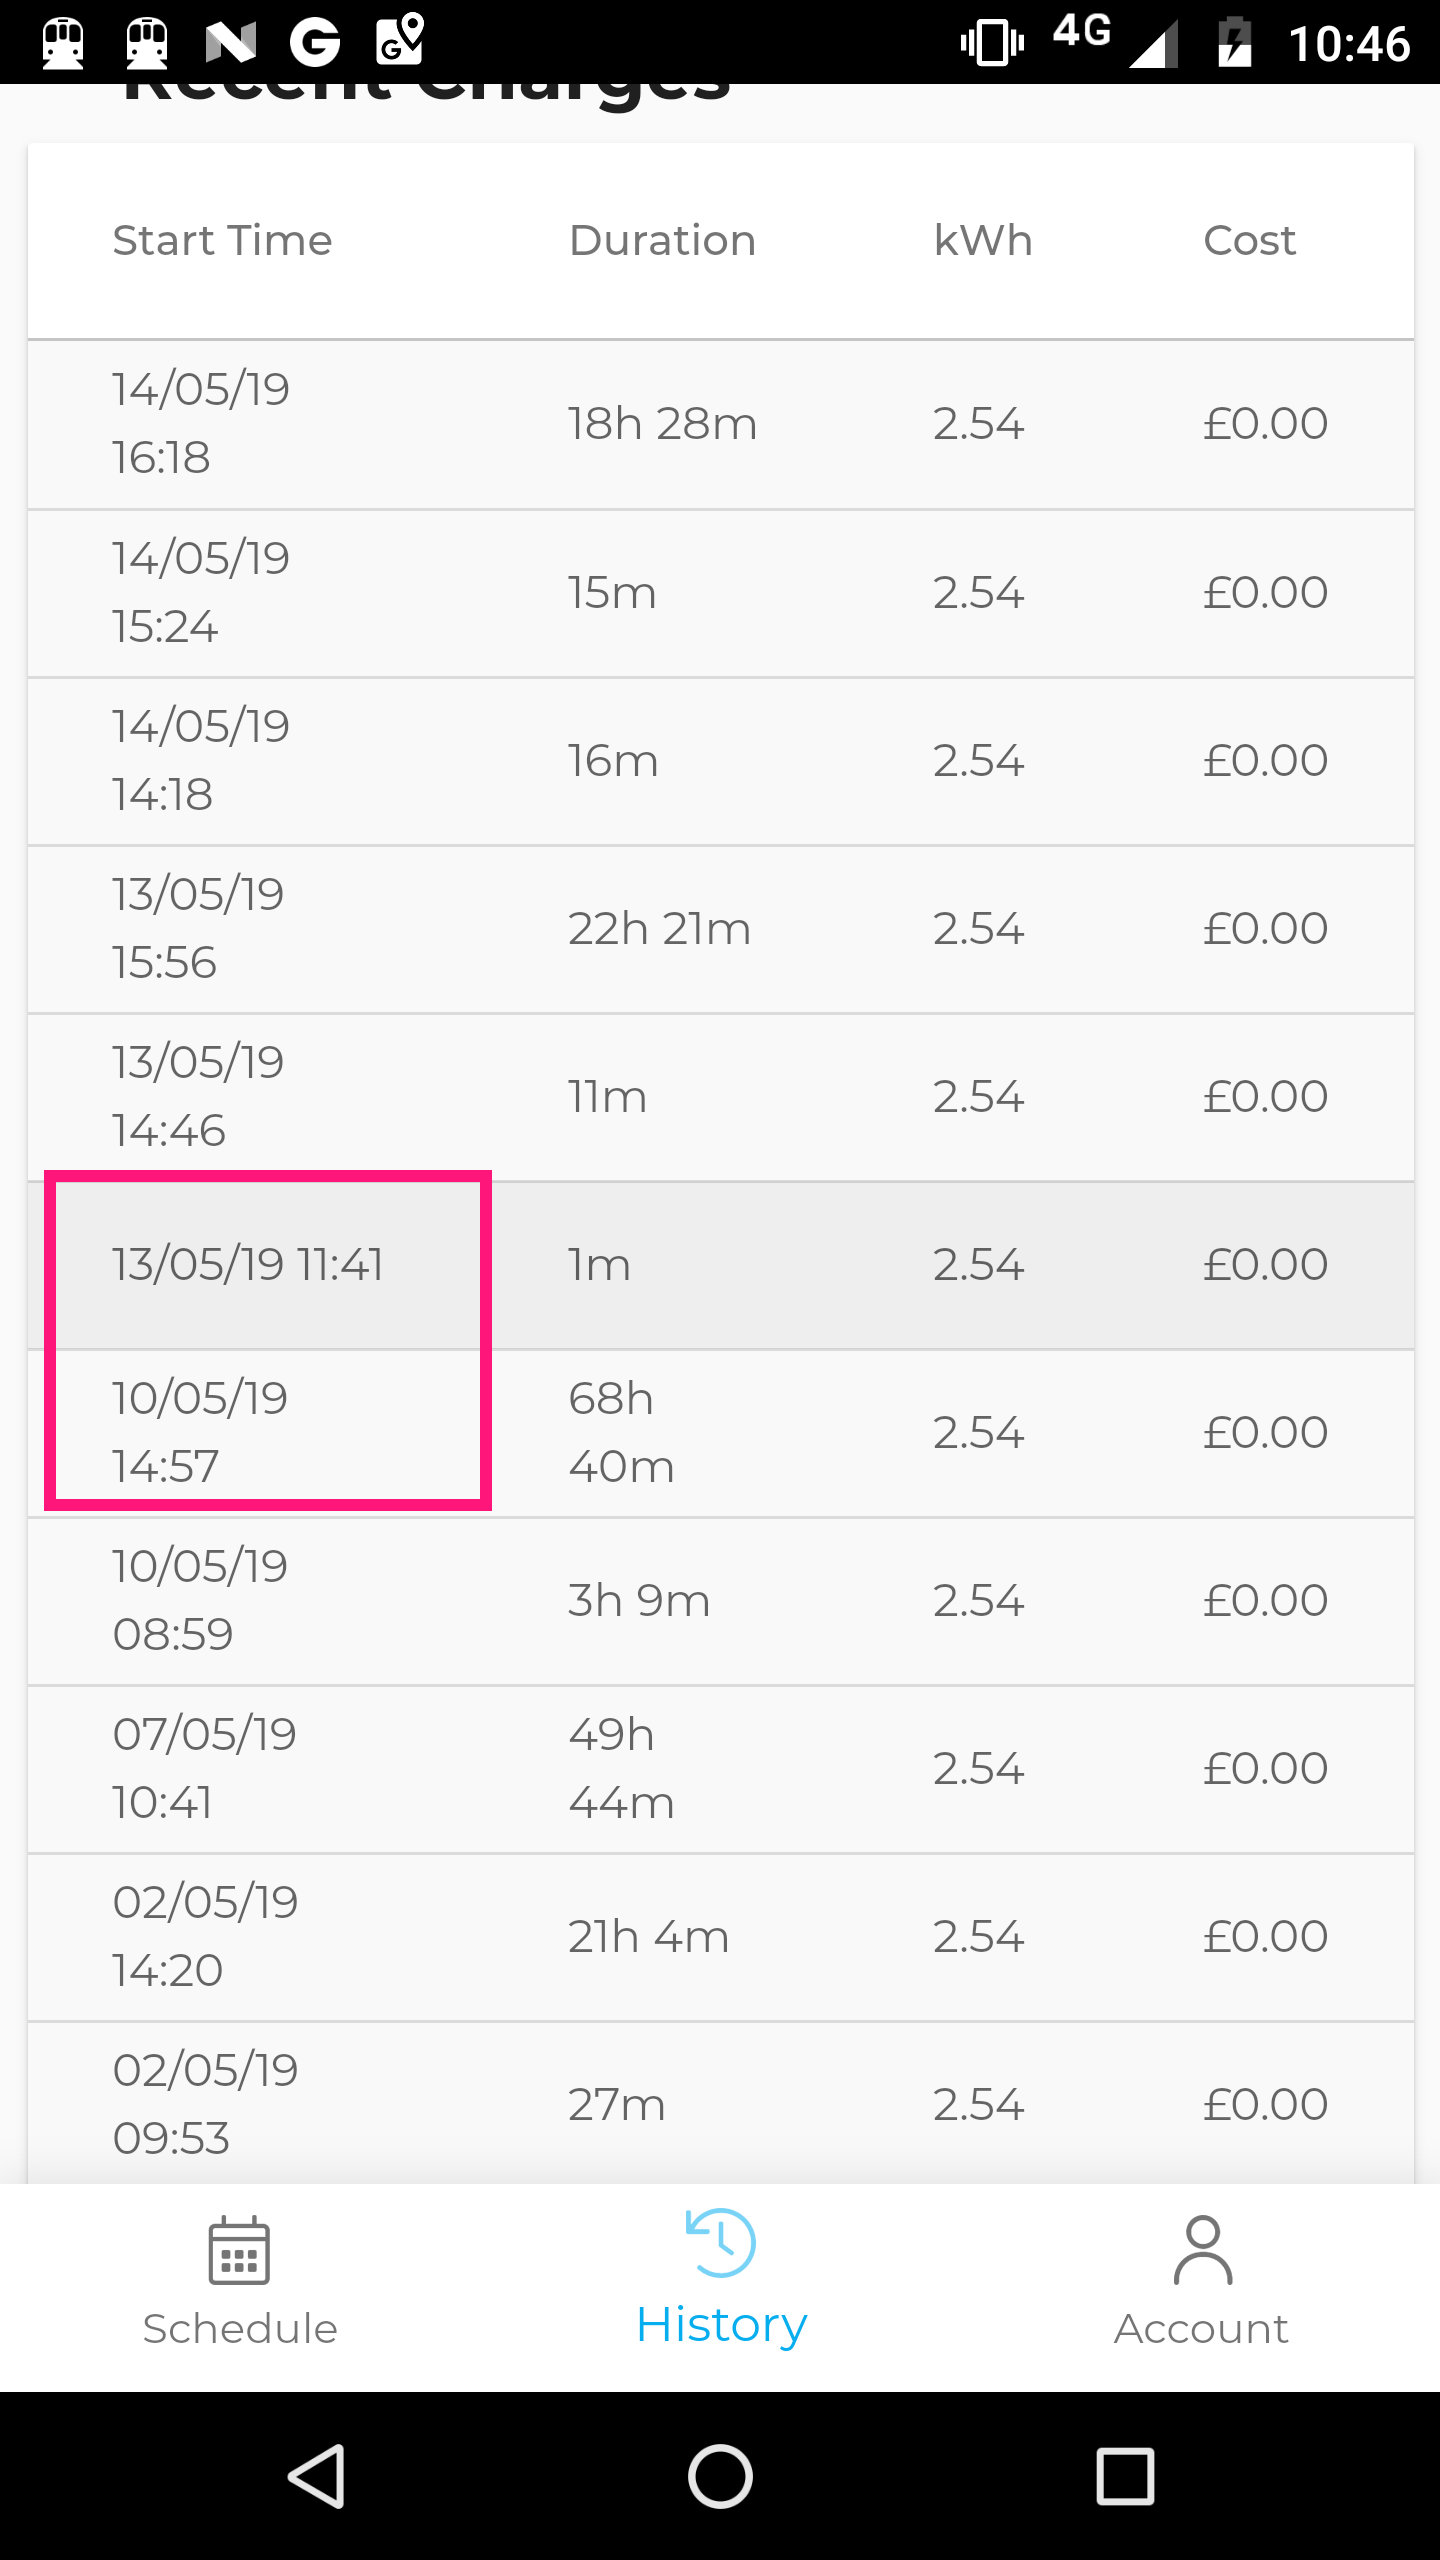 4G 10:46
Recent Charges
Start Time Duration kWh Cost
14/05/19
16:18
18h 28m 2.54 £0.00
14/05/19
15:24
15m 2.54 £0.00
14/05/19
14:18
16m 2.54 £0.00
13/05/19
15:56
22h 21m 2.54 £0.00
13/05/19
14:46
11m 2.54 £0.00
13/05/19 11:41 1m 2.54 £0.00
10/05/19
14:57
68h
40m
2.54 £0.00
10/05/19
08:59
3h 9m 2.54 £0.00
07/05/19
10:41
49h
44m
2.54 £0.00
02/05/19
14:20
21h 4m 2.54 £0.00
02/05/19
09:53
27m 2.54 £0.00
Schedule History Account